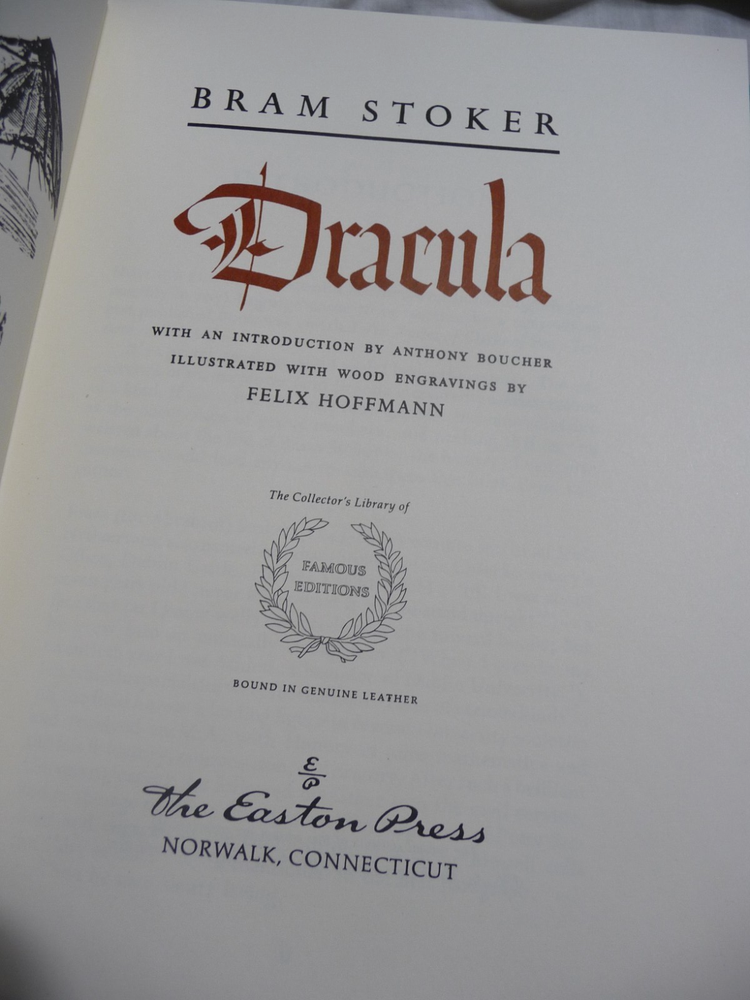 BRAM STOKER
Dracula
WITH AN INTRODUCTION BY ANTHONY BOUCHER
ILLUSTRATED WITH WOOD ENGRAVINGS BY
FELIX HOFFMANN
The Collector's Library of
FAMOUS
EDITIONS
BOUND IN GENUINE LEATHER
E
P
The Easton Press
NORWALK, CONNECTICUT